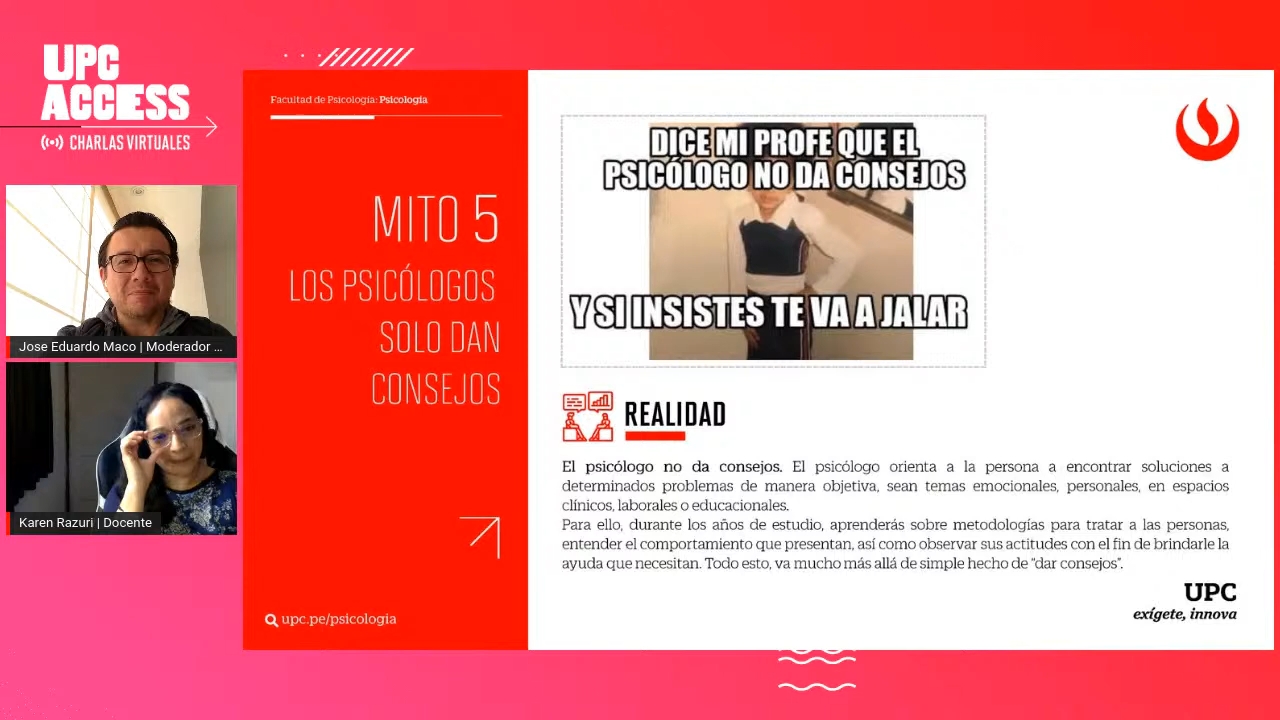 UPC
ACCESS
CHARLAS VIRTUALES
Jose Eduardo Maco | Moderador ...
Karen Razuri | Docente
Facultad de Psicología: Psicología
MITO 5
LOS PSICÓLOGOS
SOLO DAN
CONSEJOS
upc.pe/psicologia
DICE MI PROFE QUE EL
PSICÓLOGO NO DA CONSEJOS
Y SI INSISTES TE VA A JALAR
REALIDAD
El psicólogo no da consejos. El psicólogo orienta a la persona a encontrar soluciones a
determinados problemas de manera objetiva, sean temas emocionales, personales, en espacios
clínicos, laborales o educacionales.
Para ello, durante los años de estudio, aprenderás sobre metodologías para tratar a las personas,
entender el comportamiento que presentan, así como observar sus actitudes con el fin de brindarle la
ayuda que necesitan. Todo esto, va mucho más allá de simple hecho de “dar consejos”.
UPC
exígete, innova